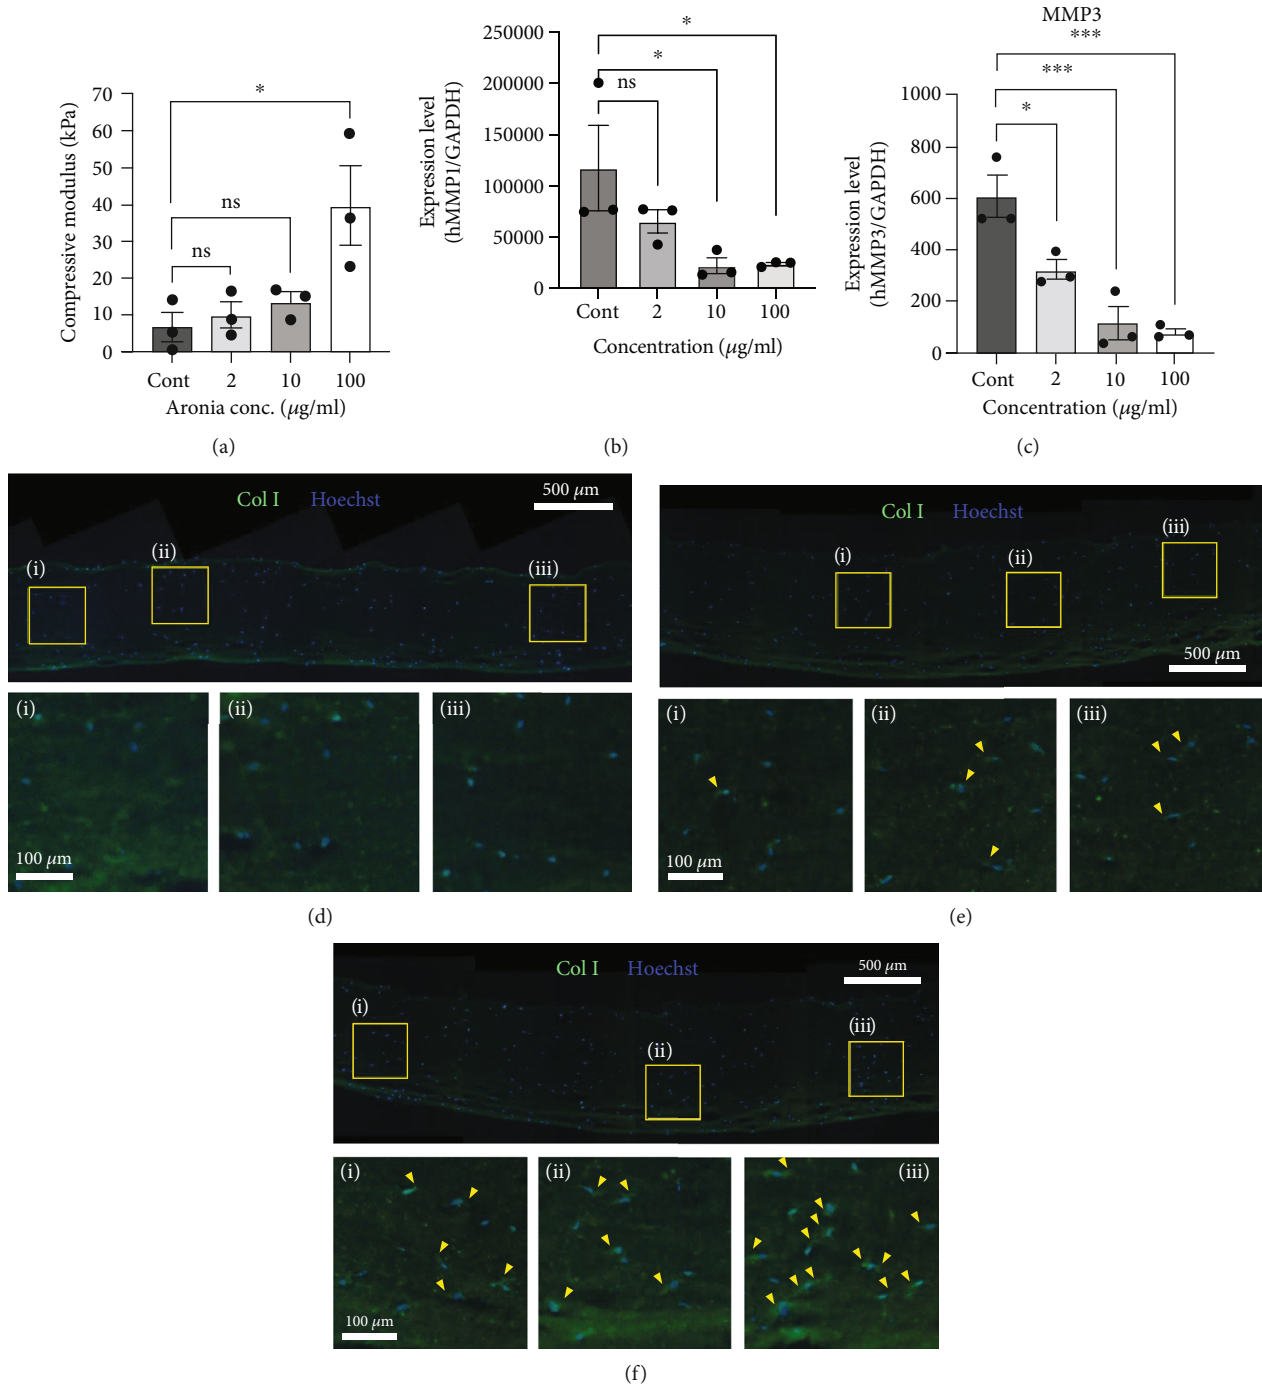 Compressive modulus (kPa)
70
60
50
40
30
20
10
0
*
ns
ns
Cont 2 10 100
Aronia conc. (μg/ml)
(a)
Expression level
(hMMP1/GAPDH)
250000
200000
150000
100000
50000
0
*
*
ns
Cont 2 10 100
Concentration (μg/ml)
(b)
MMP3
Expression level
(hMMP3/GAPDH)
1000
800
600
400
200
0
***
***
*
Cont 2 10 100
Concentration (μg/ml)
(c)
Col I Hoechst
500 μm
(i)
(ii)
(iii)
(i)
(ii)
(iii)
100 μm
(d)
Col I Hoechst
(i)
(ii)
(iii)
500 μm
(i)
(ii)
(iii)
100 μm
(e)
Col I Hoechst
500 μm
(i)
(ii)
(iii)
(i)
(ii)
(iii)
100 μm
(f)